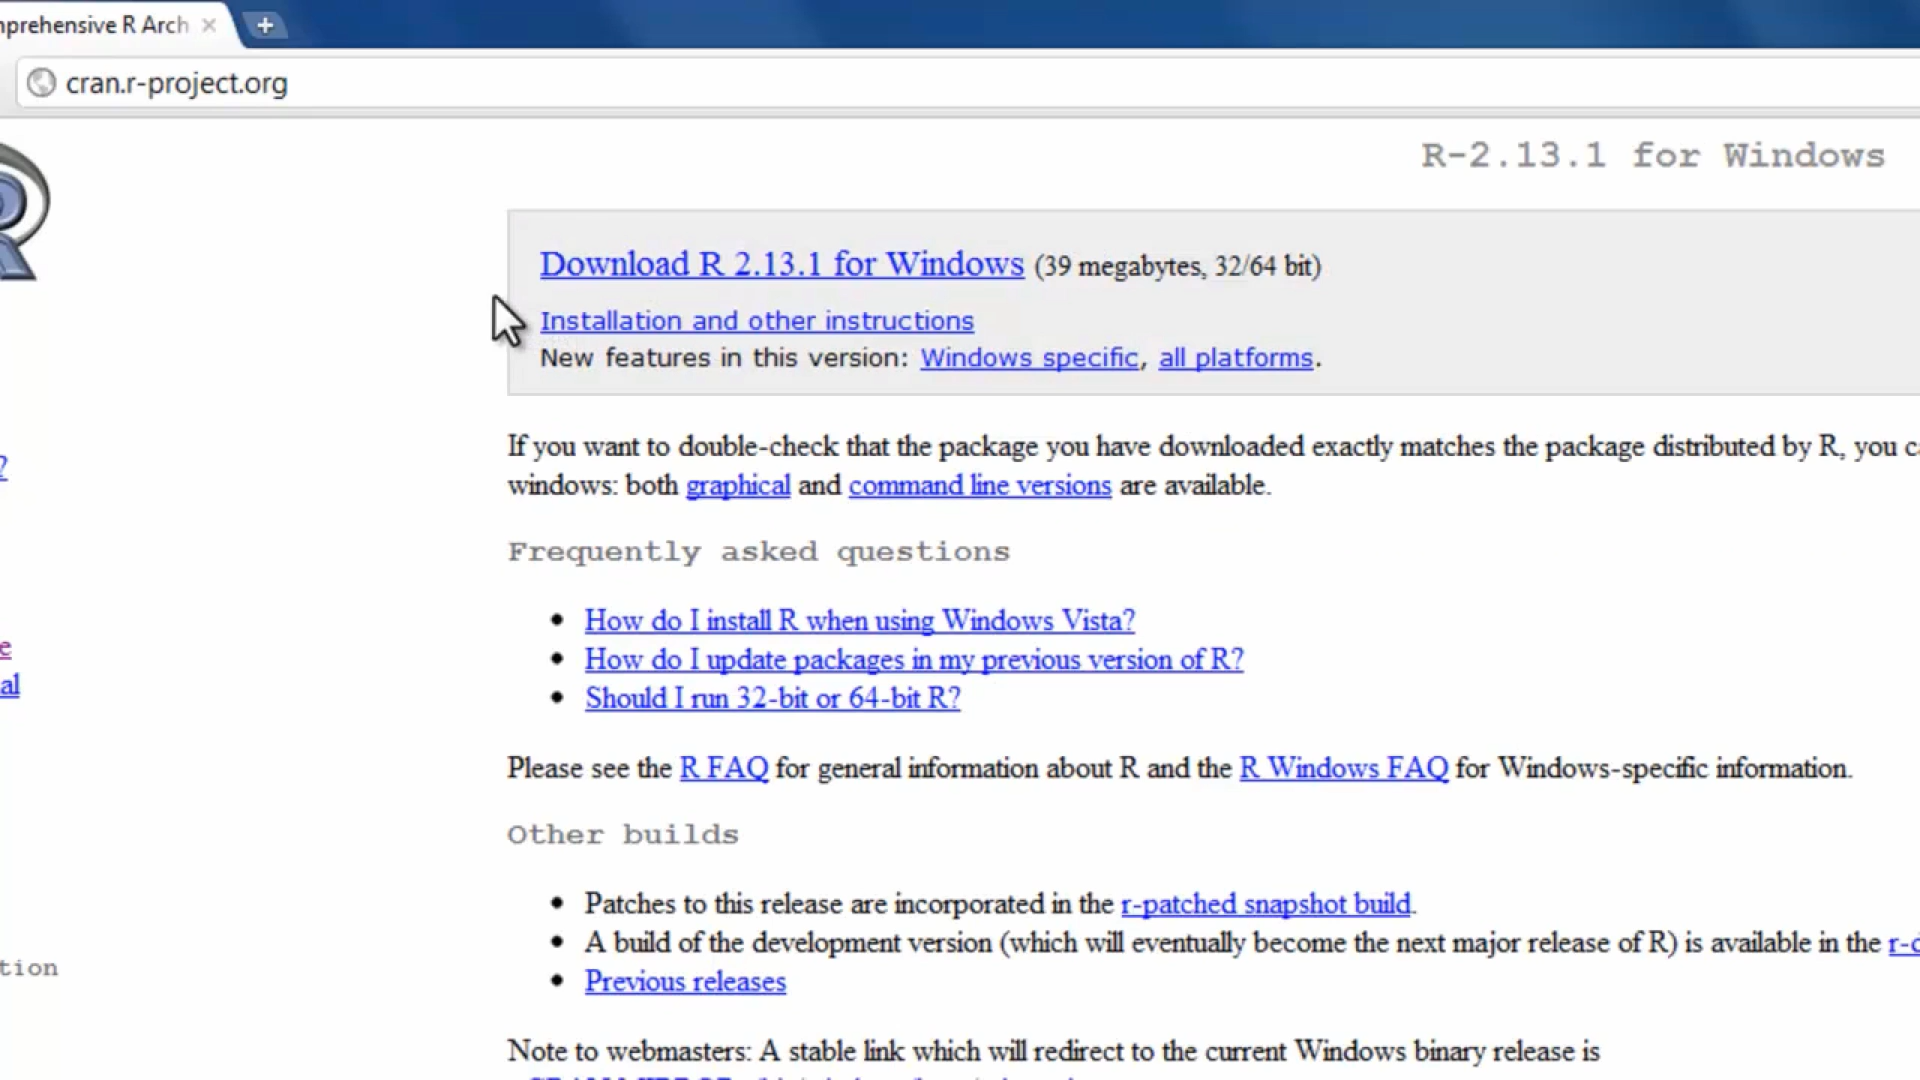 prehensive R Arch
cran.r-project.org
R-2.13.1 for Windows
Download R 2.13.1 for Windows (39 megabytes, 32/64 bit)
Installation and other instructions
New features in this version: Windows specific, all platforms.
If you want to double-check that the package you have downloaded exactly matches the package distributed by R, you
windows: both graphical and command line versions are available.
Frequently asked questions
• How do I install R when using Windows Vista?
• How do I update packages in my previous version of R?
• Should I run 32-bit or 64-bit R?
Please see the R FAQ for general information about R and the R Windows FAQ for Windows-specific information.
Other builds
• Patches to this release are incorporated in the r-patched snapshot build.
• A build of the development version (which will eventually become the next major release of R) is available in the
tion
• Previous releases
Note to webmasters: A stable link which will redirect to the current Windows binary release is